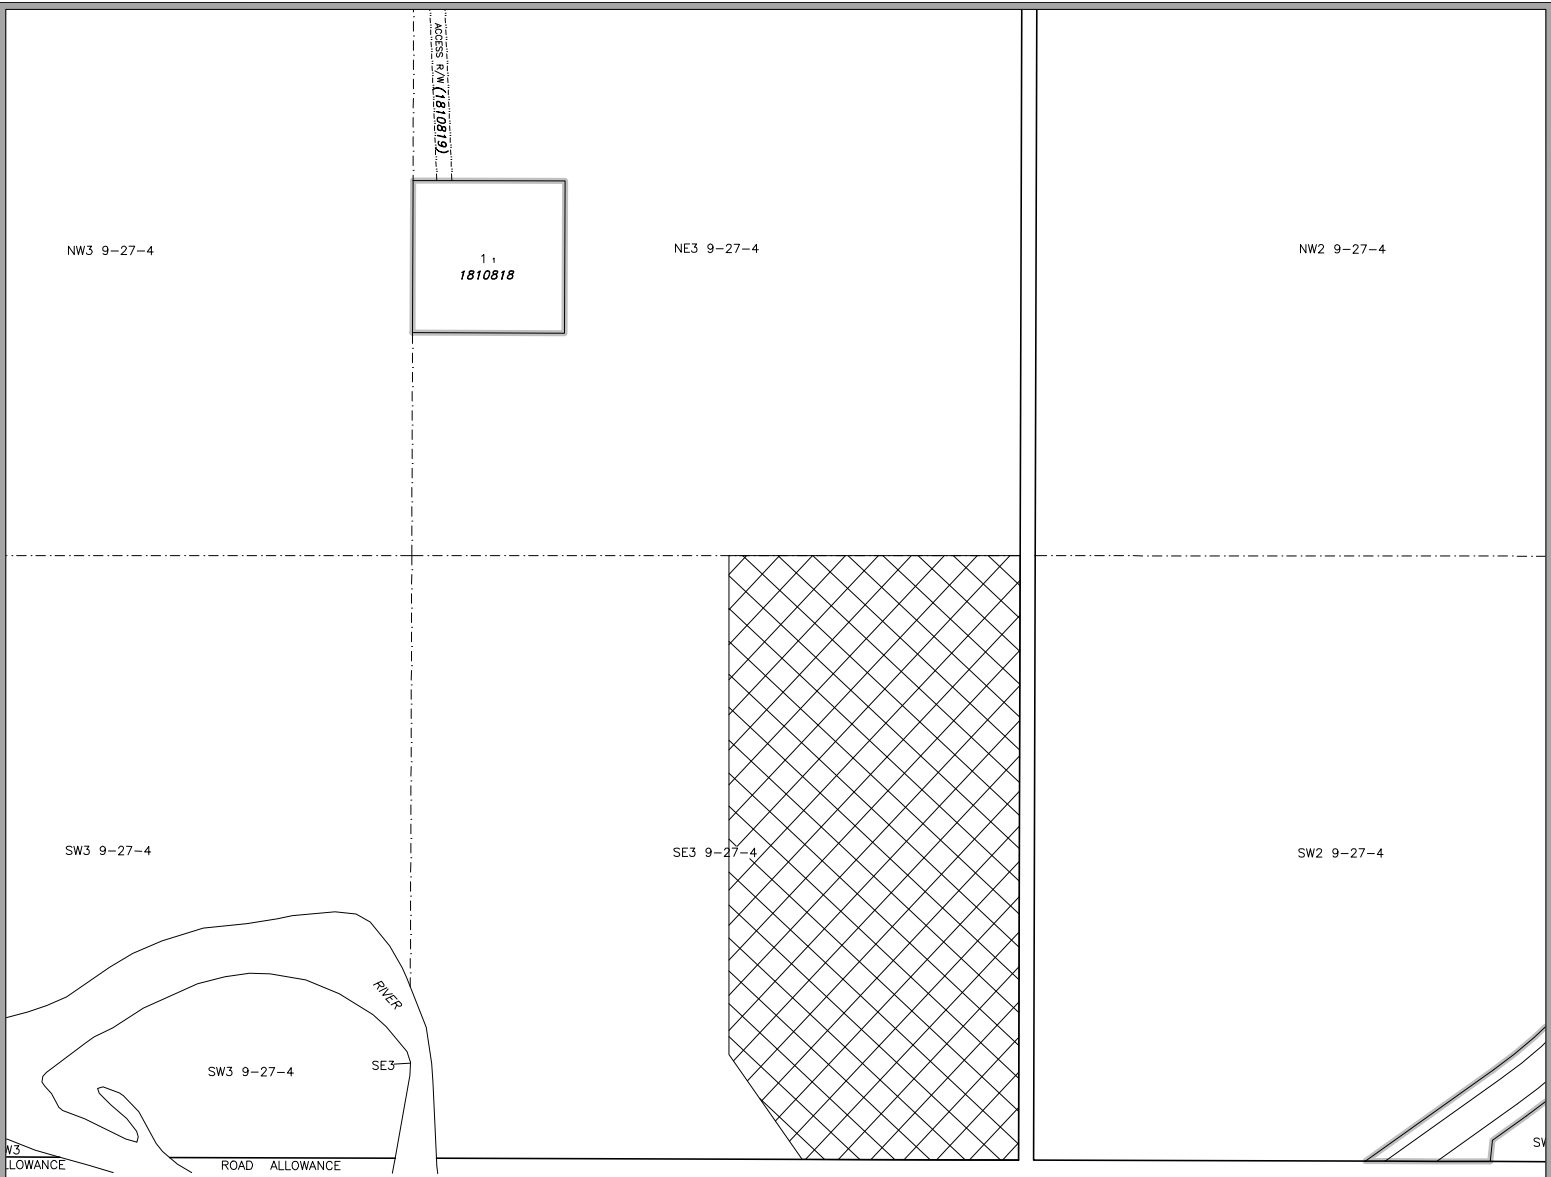 ACCESS R/W (1810819)
NW3 9-27-4
NE3 9-27-4
NW2 9-27-4
1 1
1810818
SW3 9-27-4
SE3 9-27-4
SW2 9-27-4
RIVER
SE3
SW3 9-27-4
W3
LLOWANCE
ROAD ALLOWANCE
SW